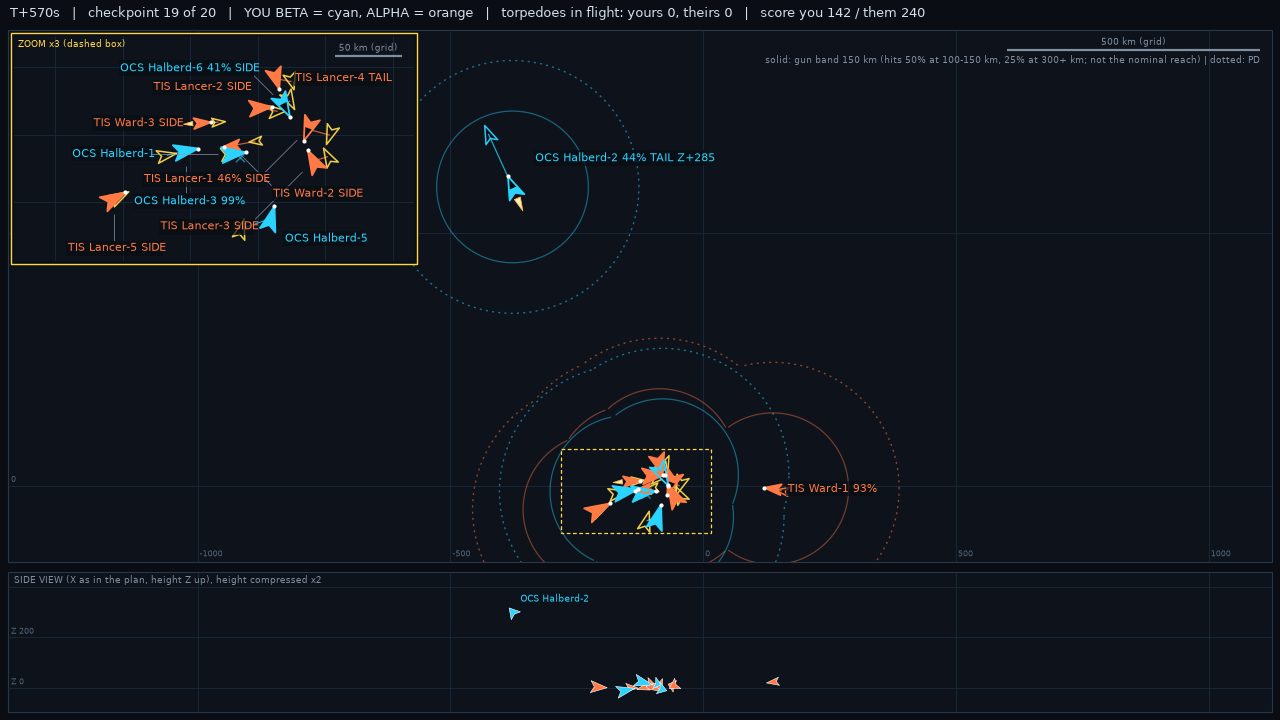 T+570s | checkpoint 19 of 20 | YOU BETA = cyan, ALPHA = orange | torpedoes in flight: yours 0, theirs 0 | score you 142 / them 240
ZOOM x3 (dashed box)
50 km (grid)
500 km (grid)
solid: gun band 150 km (hits 50% at 100-150 km, 25% at 300+ km; not the nominal reach) | dotted: PD
OCS Halberd-6 41% SIDE
TIS Lancer-4 TAIL
TIS Lancer-2 SIDE
TIS Ward-3 SIDE
OCS Halberd-1
TIS Lancer-1 46% SIDE
TIS Ward-2 SIDE
OCS Halberd-3 99%
TIS Lancer-3 SIDE
OCS Halberd-5
TIS Lancer-5 SIDE
OCS Halberd-2 44% TAIL Z+285
0
TIS Ward-1 93%
-1000
-500
0
500
1000
SIDE VIEW (X as in the plan, height Z up), height compressed x2
OCS Halberd-2
Z 200
Z 0